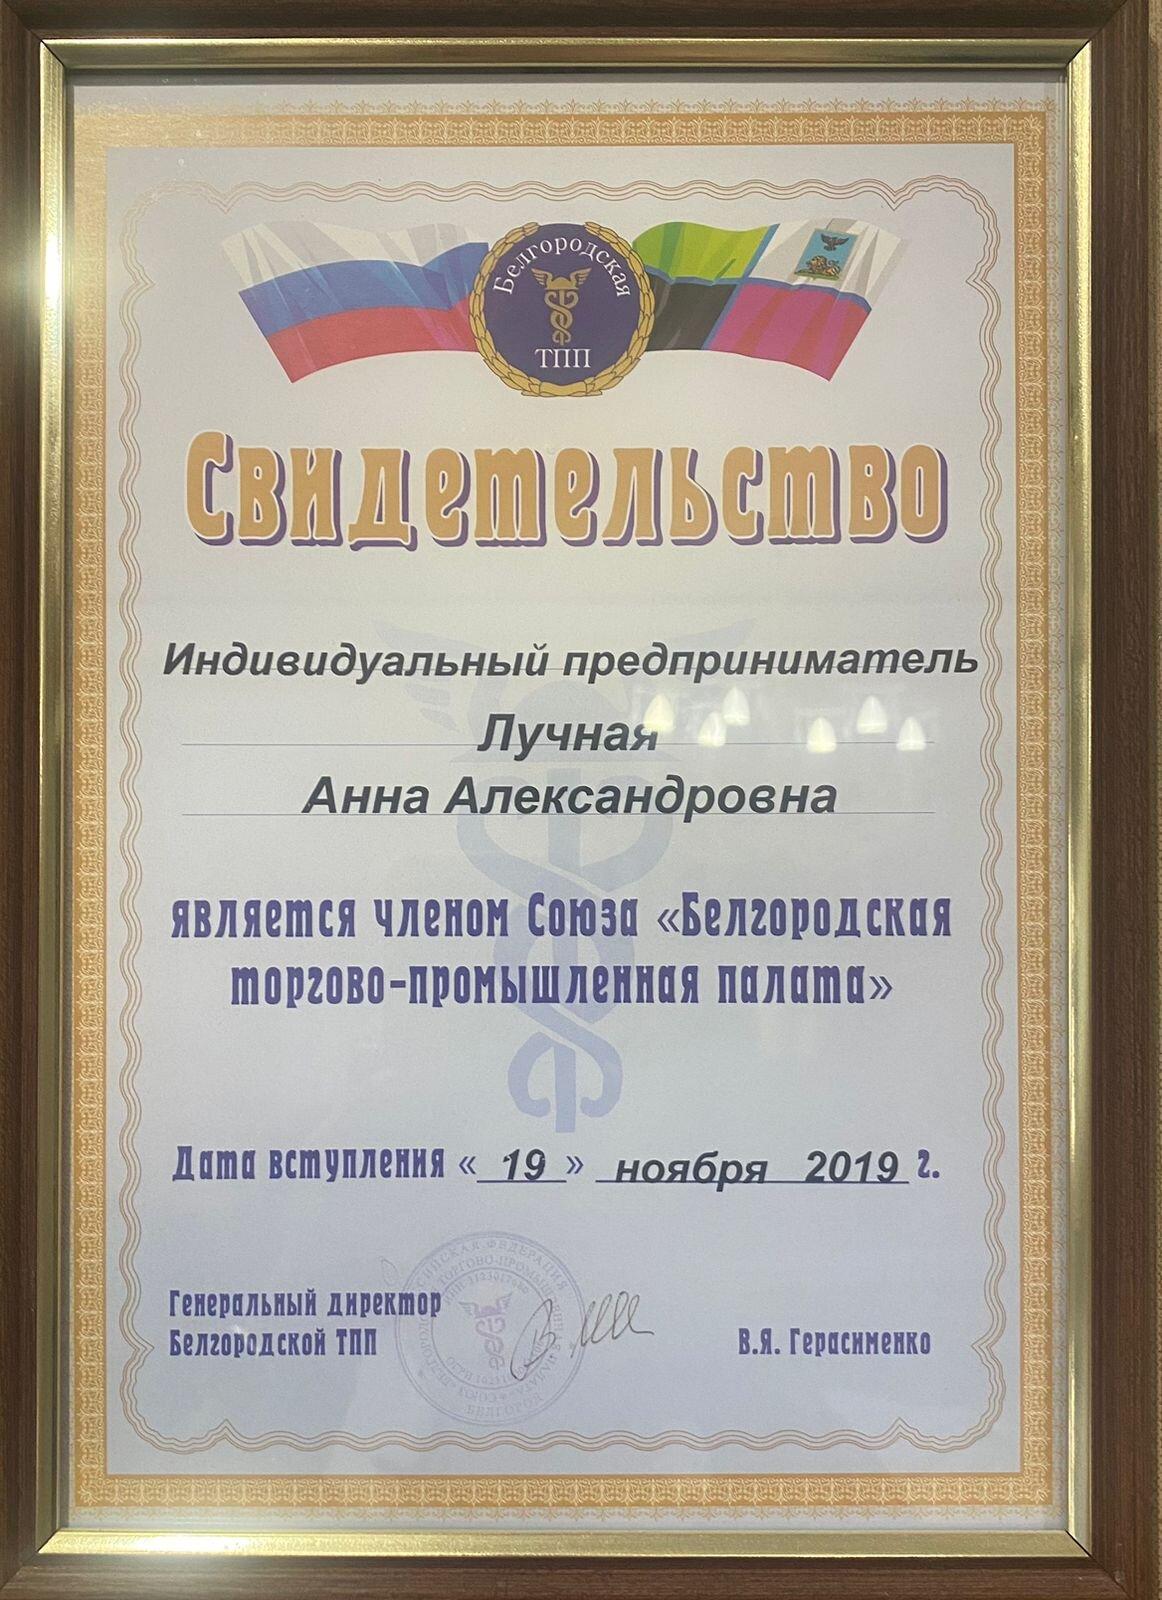 Белгородская
ТПП
Свидетельство
Индивидуальный предприниматель
Лучная
Анна Александровна
является членом Союза «Белгородская
торгово-промышленная палата»
Дата вступления « 19 » ноября 2019 г.
Генеральный директор
Белгородской ТПП
В.Я. Герасименко
БЕЛГОРОД